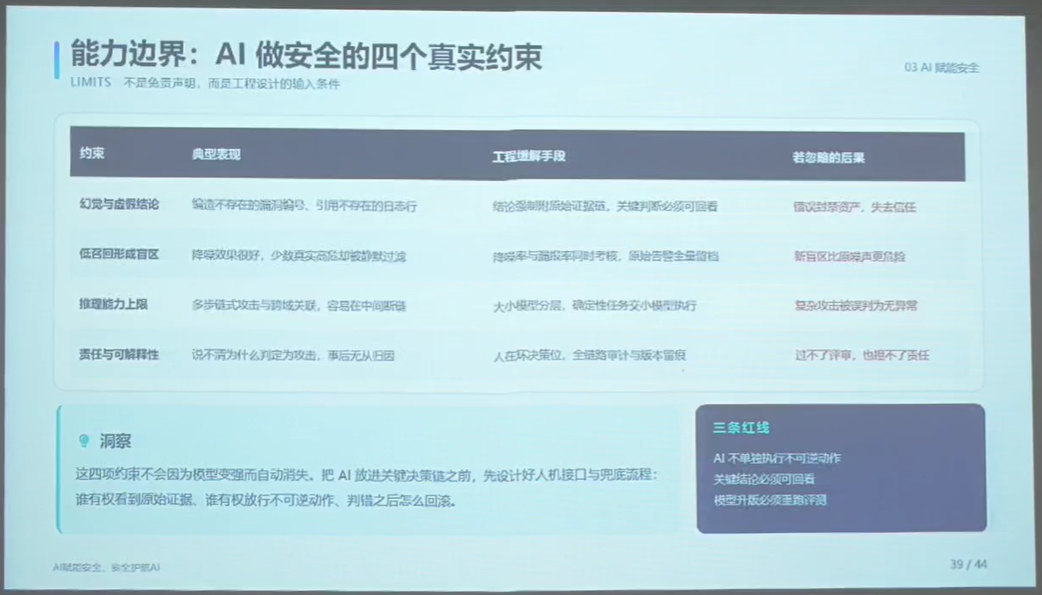 能力边界：AI 做安全的四个真实约束
LIMITS 不是免责声明，而是工程设计的输入条件
03 AI 赋能安全
约束 典型表现 工程缓解手段 若忽略的后果
幻觉与虚假结论 编造不存在的漏洞编号、引用不存在的日志行 结论强制附原始证据链，关键判断必须可回看 错误封禁资产，失去信任
低召回形成盲区 降噪效果很好，少数真实高危却被静默过滤 降噪率与漏报率同时考核，原始告警全量留档 新盲区比原噪声更危险
推理能力上限 多步链式攻击与跨域关联，容易在中间断链 大小模型分层，确定性任务交小模型执行 复杂攻击被误判为无异常
责任与可解释性 说不清为什么判定为攻击，事后无从归因 人在环决策位，全链路审计与版本留痕 过不了评审，也担不了责任
洞察
这四项约束不会因为模型变强而自动消失。把 AI 放进关键决策链之前，先设计好人机接口与兜底流程：
谁有权看到原始证据、谁有权放行不可逆动作、判错之后怎么回滚。
三条红线
AI 不单独执行不可逆动作
关键结论必须可回看
模型升版必须重跑评测
AI赋能安全，安全护航AI
39 / 44